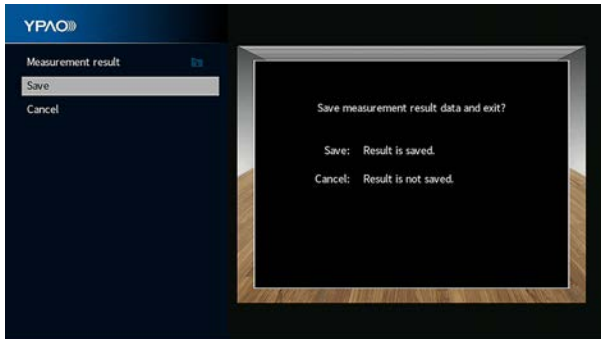 YPAO
Measurement result
Save
Cancel
Save measurement result data and exit?
Save: Result is saved.
Cancel: Result is not saved.